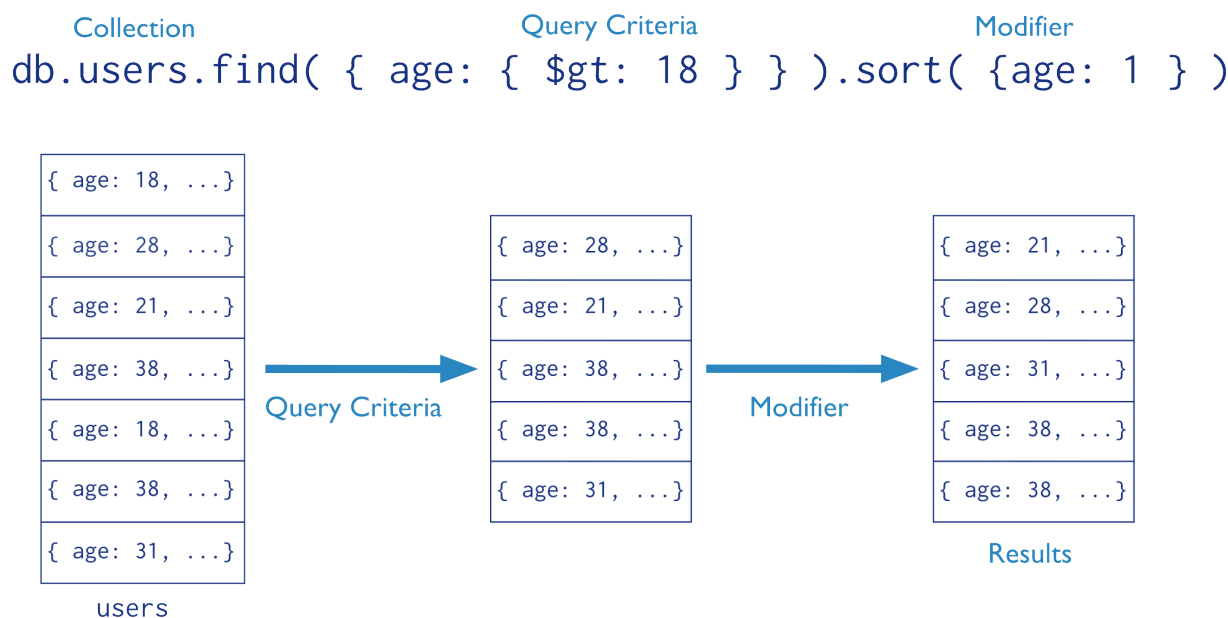 Collection
Query Criteria
Modifier
db.users.find( { age: { $gt: 18 } } ).sort( {age: 1 } )
{ age: 18, ...}
{ age: 28, ...}
{ age: 21, ...}
{ age: 38, ...}
{ age: 18, ...}
{ age: 38, ...}
{ age: 31, ...}
users
Query Criteria
{ age: 28, ...}
{ age: 21, ...}
{ age: 38, ...}
{ age: 38, ...}
{ age: 31, ...}
Modifier
{ age: 21, ...}
{ age: 28, ...}
{ age: 31, ...}
{ age: 38, ...}
{ age: 38, ...}
Results